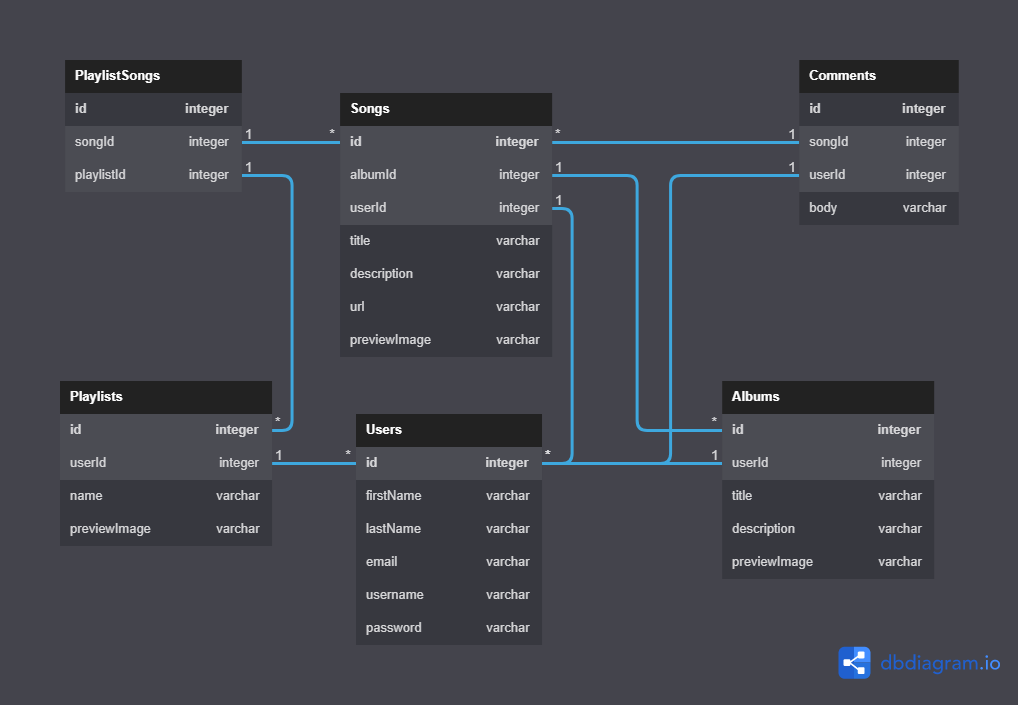 PlaylistSongs
id integer
songId integer
playlistId integer
1
1
Songs
id integer
albumId integer
userId integer
title varchar
description varchar
url varchar
previewImage varchar
*
*
1
1
Comments
id integer
songId integer
userId integer
body varchar
1
1
Playlists
id integer
userId integer
name varchar
previewImage varchar
*
1
Users
id integer
firstName varchar
lastName varchar
email varchar
username varchar
password varchar
*
*
Albums
id integer
userId integer
title varchar
description varchar
previewImage varchar
*
1
dbdiagram.io